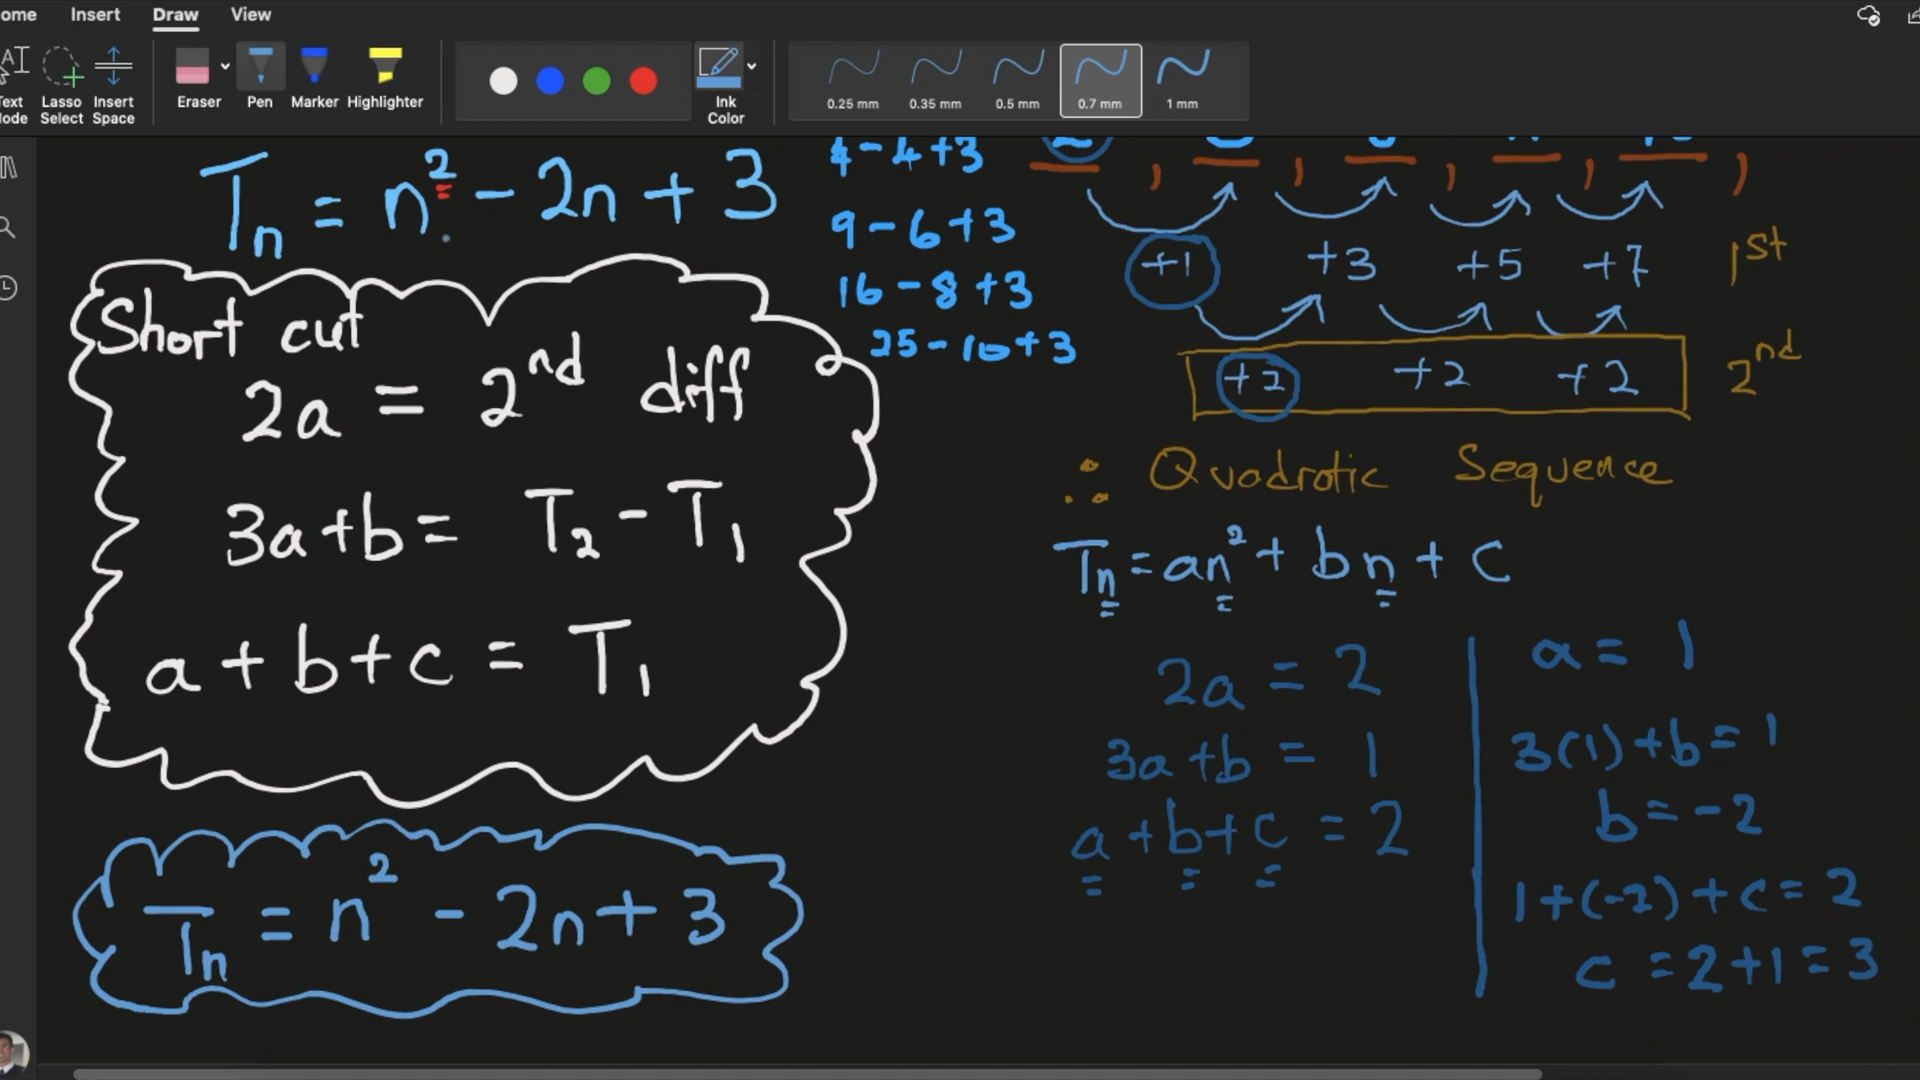 Insert Draw View
Eraser Pen Marker Highlighter
Lasso Select
Insert Space
Ink Color
0.25 mm 0.35 mm 0.5 mm 0.7 mm 1 mm
Tn = n² - 2n + 3
4 - 4 + 3
9 - 6 + 3
16 - 8 + 3
25 - 10 + 3
Short cut
2a = 2nd diff
3a + b = T2 - T1
a + b + c = T1
Tn = n² - 2n + 3
+1 +3 +5 +7 1st
+2 +2 +2 2nd
∴ Quadratic Sequence
Tn = an² + bn + c
2a = 2
3a + b = 1
a + b + c = 2
a = 1
3(1) + b = 1
b = -2
1 + (-2) + c = 2
c = 2 + 1 = 3